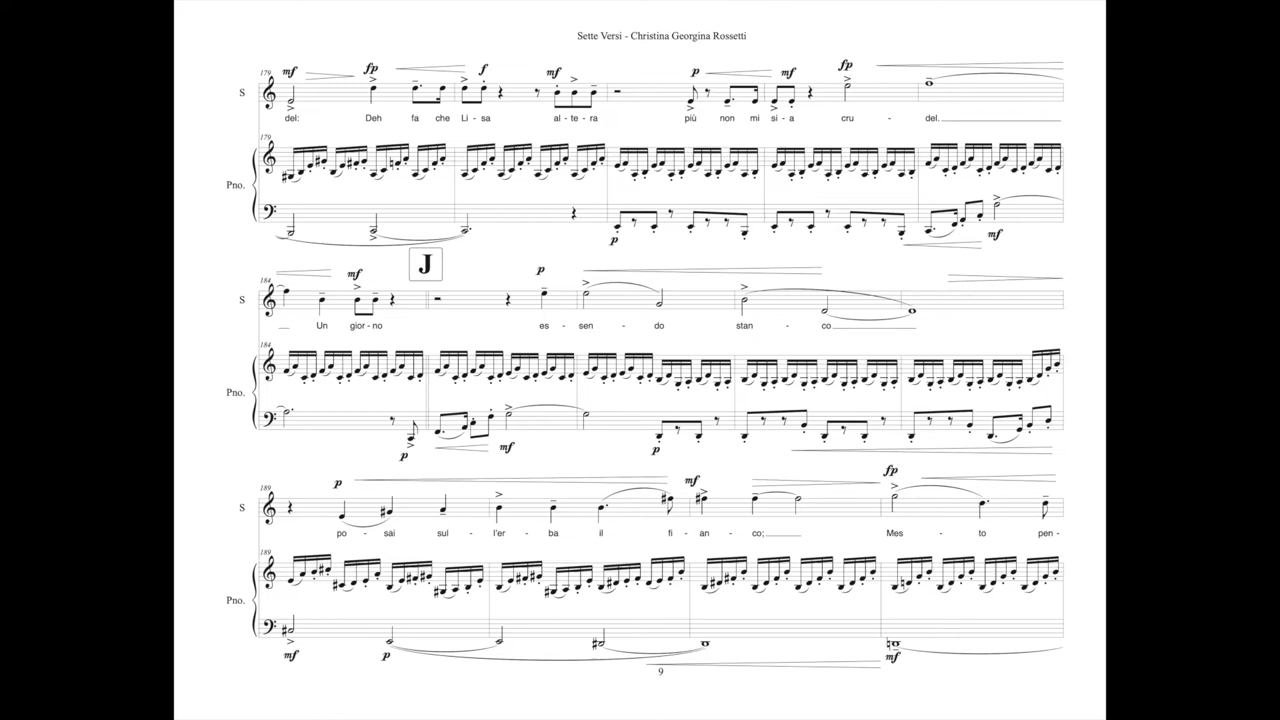 Sette Versi - Christina Georgina Rossetti
mf fp f mf p mf fp
179
S
del: Deh fa che Li - sa al - te - ra più non mi si - a cru - del.
179
Pno.
p mf
J
mf p
184
S
Un gior - no es - sen - do stan - co
184
Pno.
p mf p
p mf fp
189
S
po - sai sul - l'er - ba il fi - an - co; Mes - to pen -
189
Pno.
mf p mf
9